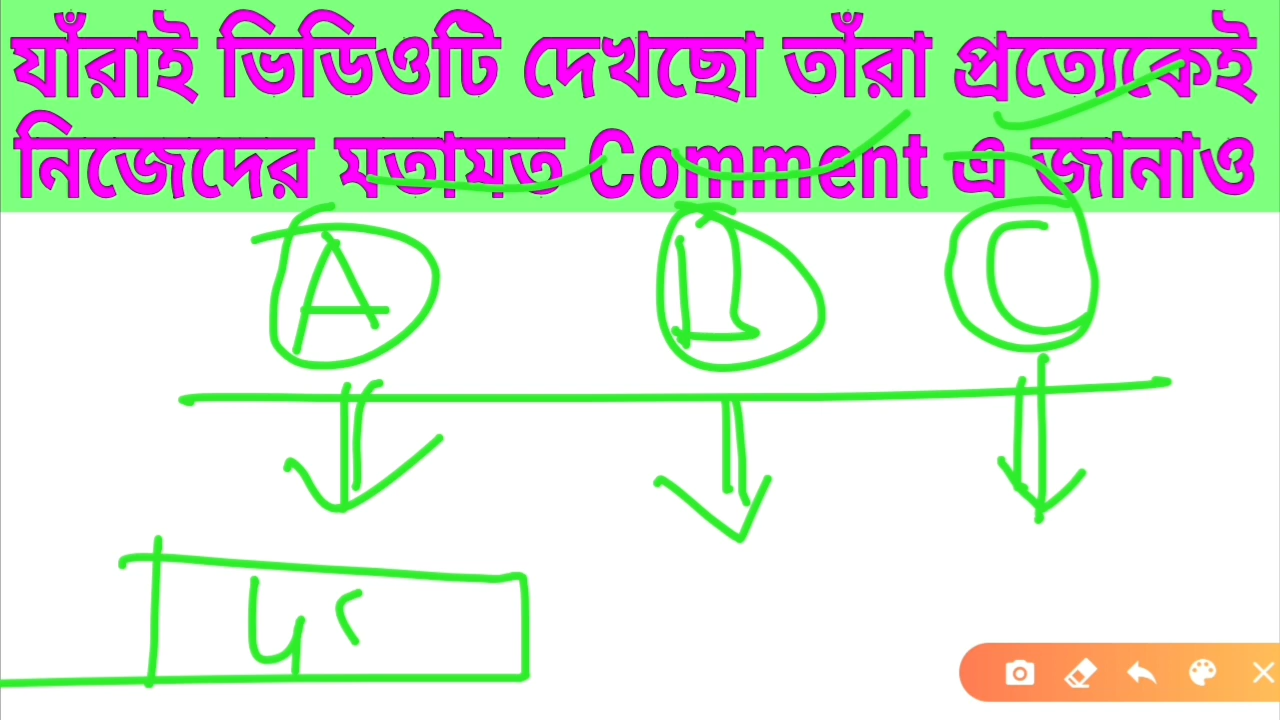 যাঁরাই ভিডিওটি দেখছো তাঁরা প্রত্যেকেই
নিজেদের মতামত Comment এ জানাও
A B C